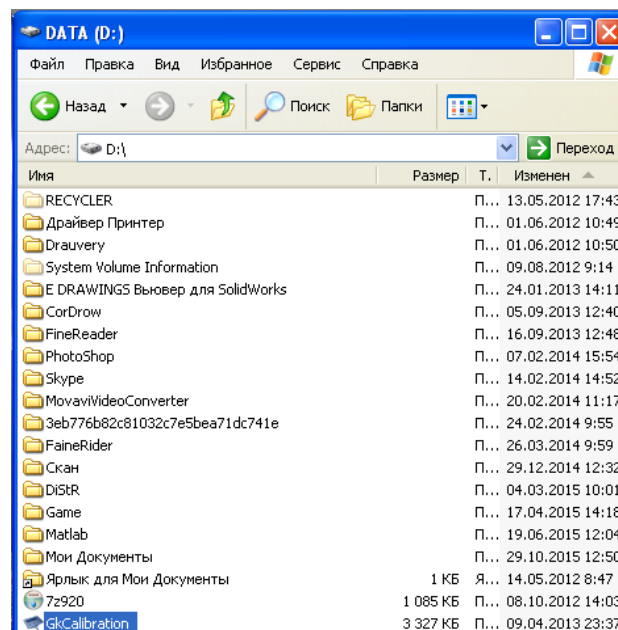 DATA (D:)
Файл Правка Вид Избранное Сервис Справка
Назад Поиск Папки
Адрес: D:\ Переход
Имя Размер Т. Изменен
RECYCLER П... 13.05.2012 17:43
Драйвер Принтер П... 01.06.2012 10:49
Drauvery П... 01.06.2012 10:50
System Volume Information П... 09.08.2012 9:14
E DRAWINGS Вьювер для SolidWorks П... 24.01.2013 14:11
CorDrow П... 05.09.2013 12:40
FineReader П... 16.09.2013 12:48
PhotoShop П... 07.02.2014 15:54
Skype П... 14.02.2014 14:52
MovaviVideoConverter П... 20.02.2014 11:17
3eb776b82c81032c7e5bea71dc741e П... 24.02.2014 9:55
FaineRider П... 26.03.2014 9:59
Скан П... 29.12.2014 12:32
DiStR П... 04.03.2015 10:01
Game П... 17.04.2015 14:18
Matlab П... 19.06.2015 12:04
Мои Документы П... 29.10.2015 12:50
Ярлык для Мои Документы 1 КБ Я... 14.05.2012 8:47
7z920 1 085 КБ П... 08.10.2012 14:03
GkCalibration 3 327 КБ П... 09.04.2013 23:37